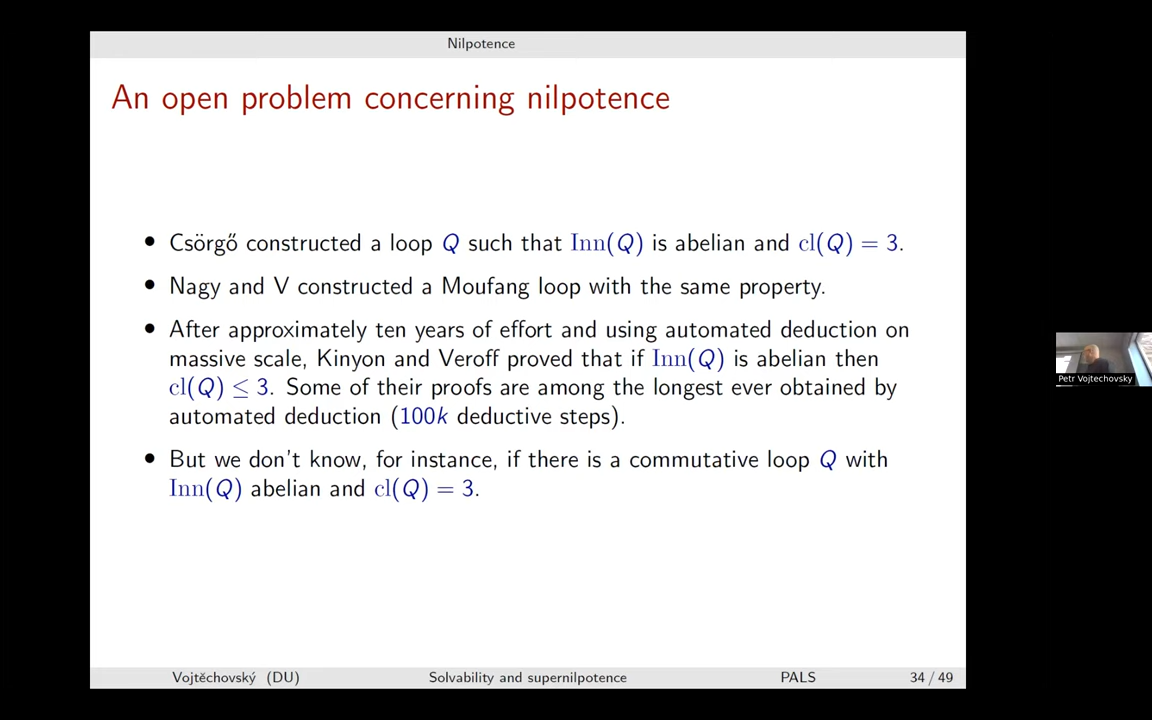 Nilpotence
An open problem concerning nilpotence
• Csörgő constructed a loop Q such that Inn(Q) is abelian and cl(Q) = 3.
• Nagy and V constructed a Moufang loop with the same property.
• After approximately ten years of effort and using automated deduction on
massive scale, Kinyon and Veroff proved that if Inn(Q) is abelian then
cl(Q) ≤ 3. Some of their proofs are among the longest ever obtained by
automated deduction (100k deductive steps).
• But we don't know, for instance, if there is a commutative loop Q with
Inn(Q) abelian and cl(Q) = 3.
Petr Vojtechovsky
Vojtěchovský (DU) Solvability and supernilpotence PALS 34 / 49